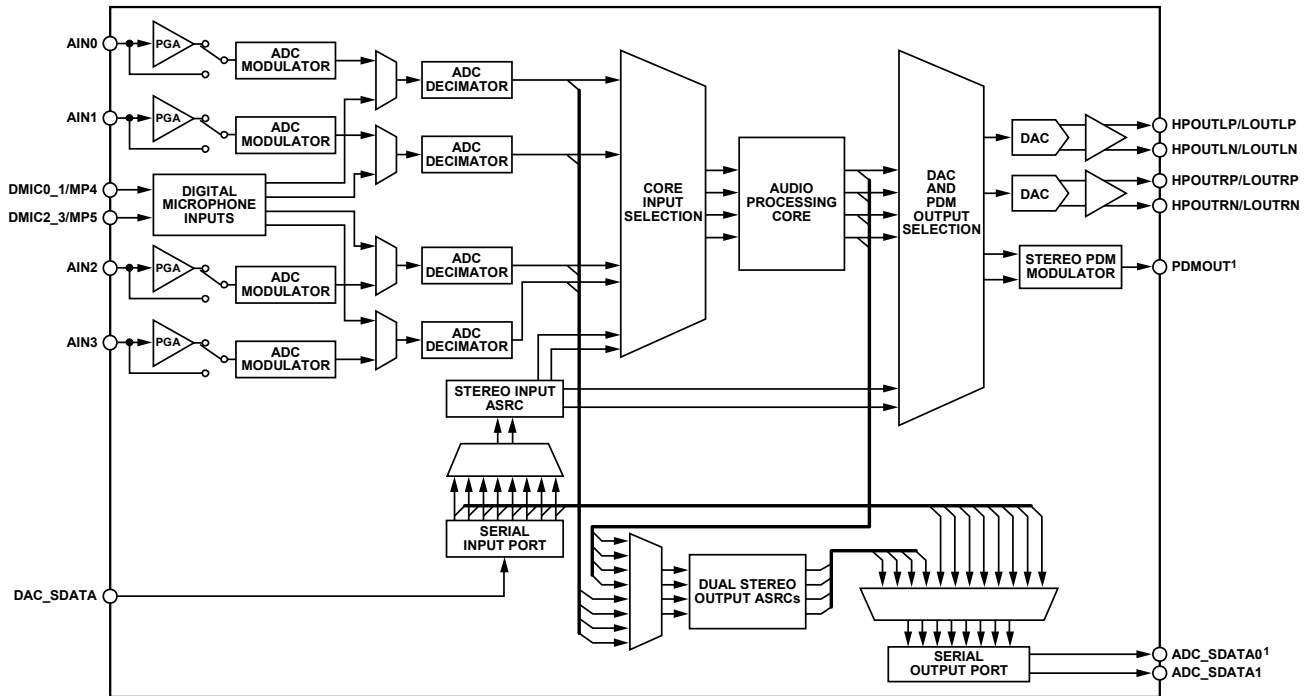 AIN0
PGA
ADC
MODULATOR
ADC
DECIMATOR
AIN1
PGA
ADC
MODULATOR
ADC
DECIMATOR
DMIC0_1/MP4
DMIC2_3/MP5
DIGITAL
MICROPHONE
INPUTS
AIN2
PGA
ADC
MODULATOR
ADC
DECIMATOR
AIN3
PGA
ADC
MODULATOR
ADC
DECIMATOR
CORE
INPUT
SELECTION
AUDIO
PROCESSING
CORE
DAC
AND
PDM
OUTPUT
SELECTION
DAC
HPOUTLP/LOUTLP
HPOUTLN/LOUTLN
DAC
HPOUTRP/LOUTRP
HPOUTRN/LOUTRN
STEREO PDM
MODULATOR
PDMOUT¹
STEREO INPUT
ASRC
SERIAL
INPUT PORT
DAC_SDATA
DUAL STEREO
OUTPUT ASRCs
SERIAL
OUTPUT PORT
ADC_SDATA0¹
ADC_SDATA1